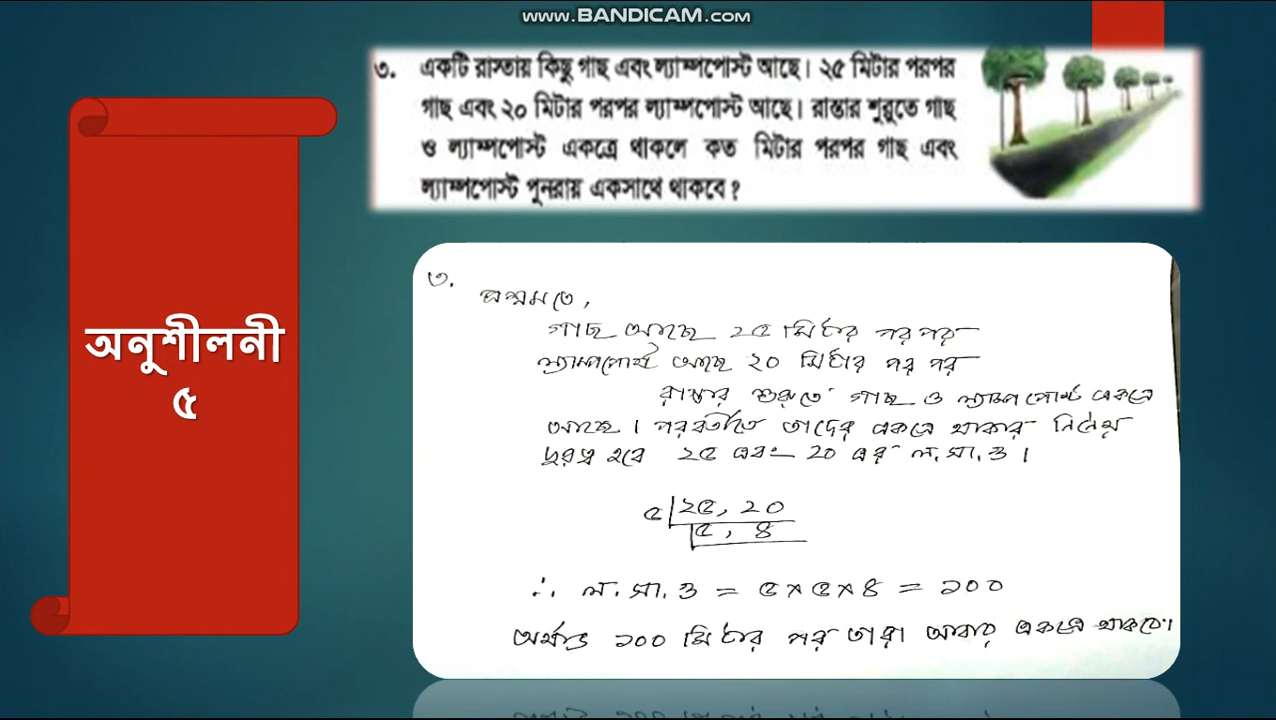 www.BANDICAM.com
৩. একটি রাস্তায় কিছু গাছ এবং ল্যাম্পপোস্ট আছে। ২৫ মিটার পরপর
গাছ এবং ২০ মিটার পরপর ল্যাম্পপোস্ট আছে। রাস্তার শুরুতে গাছ
ও ল্যাম্পপোস্ট একত্রে থাকলে কত মিটার পরপর গাছ এবং
ল্যাম্পপোস্ট পুনরায় একসাথে থাকবে?
অনুশীলনী
৫
৩.
প্রশ্নমতে,
গাছ আছে ২৫ মিটার পর পর
ল্যাম্পপোস্ট আছে ২০ মিটার পর পর
রাস্তার শুরুতে গাছ ও ল্যাম্পপোস্ট একত্রে
আছে। পরবর্তীতে তাদের একত্রে থাকার নির্ণেয়
দূরত্ব হবে ২৫ এবং ২০ এর ল.সা.গু।
৫ ২৫, ২০
৫, ৪
∴ ল.সা.গু = ৫×৫×৪ = ১০০
অর্থাৎ ১০০ মিটার পর তারা আবার একত্রে থাকবে।